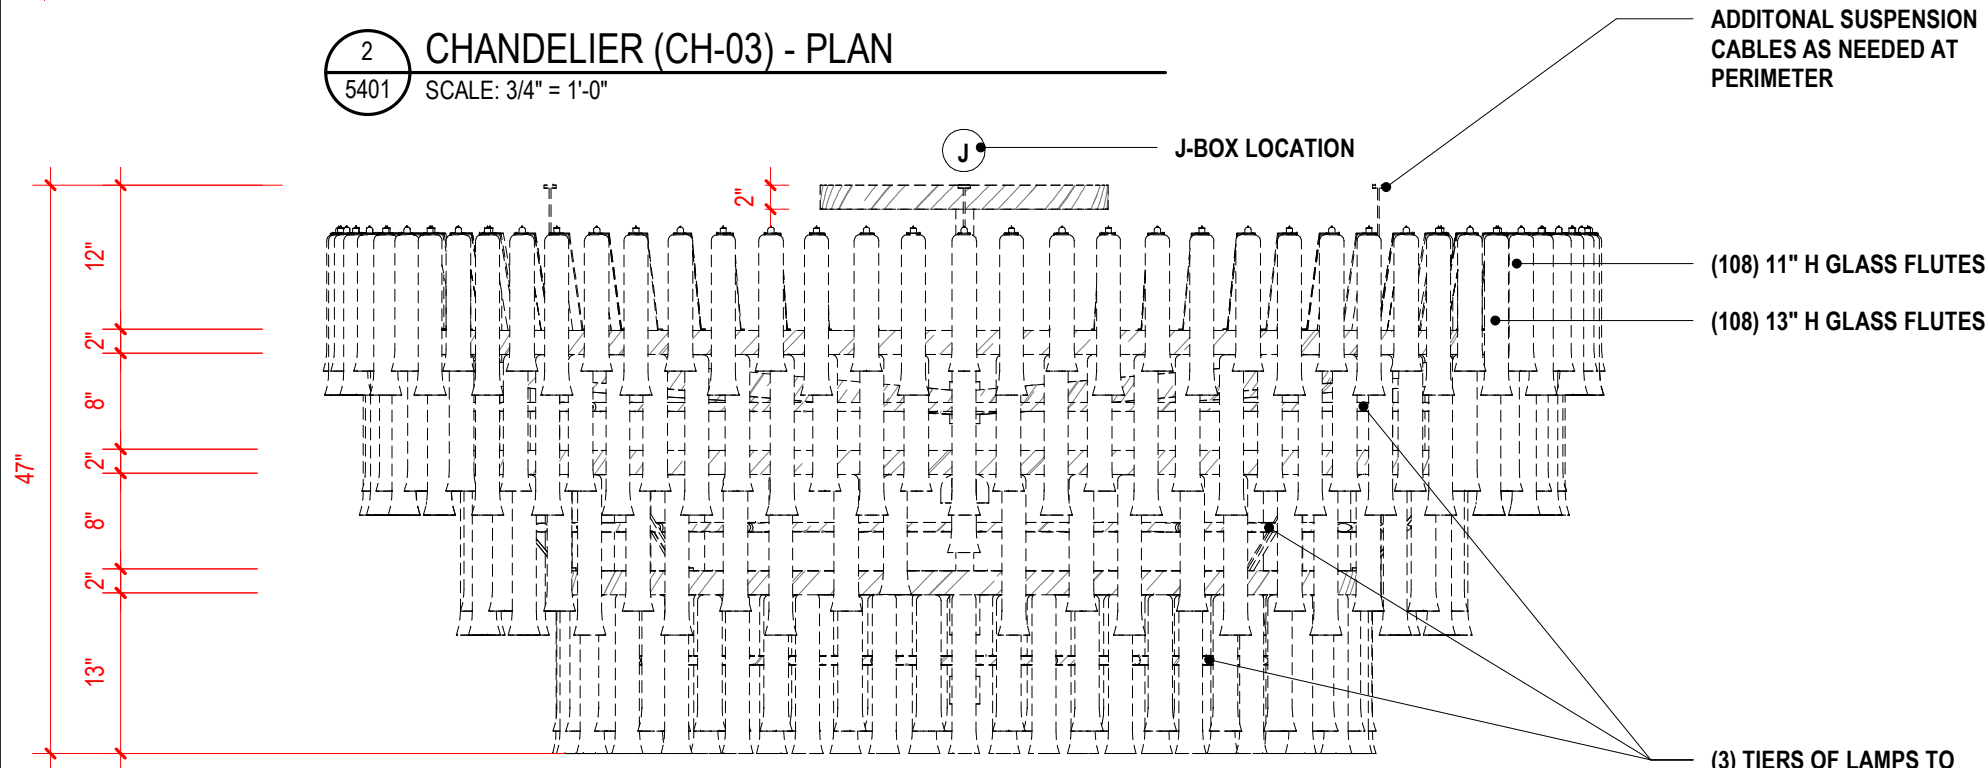 2
5401
CHANDELIER (CH-03) - PLAN
SCALE: 3/4" = 1'-0"
ADDITONAL SUSPENSION
CABLES AS NEEDED AT
PERIMETER
J
J-BOX LOCATION
2"
12"
(108) 11" H GLASS FLUTES
(108) 13" H GLASS FLUTES
2"
8"
47"
2"
8"
2"
13"
(3) TIERS OF LAMPS TO